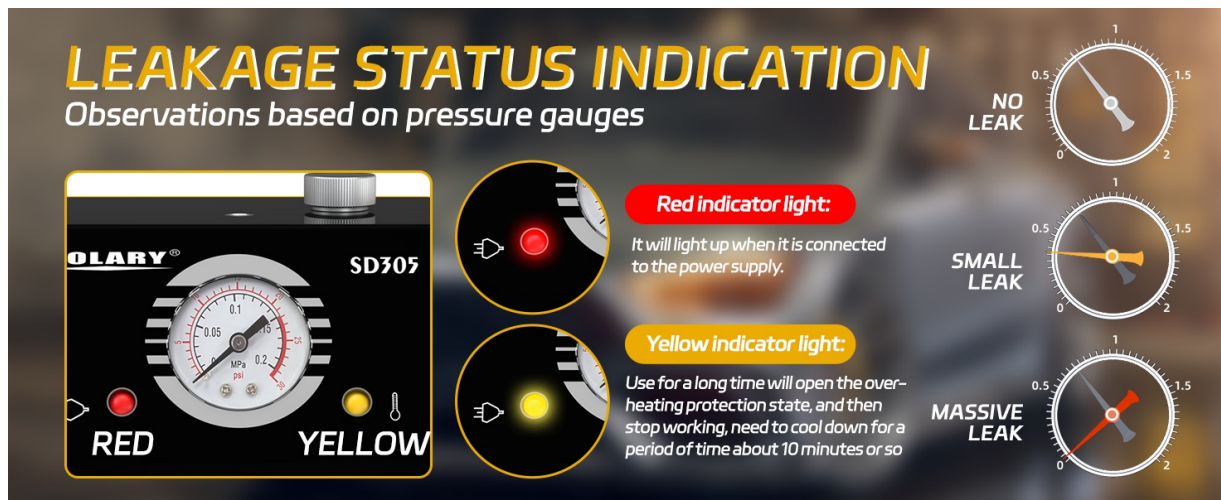 LEAKAGE STATUS INDICATION
Observations based on pressure gauges
OLARY®
SD305
0.05
0.1
0.15
0.2
MPa
psi
5
25
30
RED
YELLOW
Red indicator light:
It will light up when it is connected
to the power supply.
Yellow indicator light:
Use for a long time will open the over-
heating protection state, and then
stop working, need to cool down for a
period of time about 10 minutes or so
NO
LEAK
0
0.5
1
1.5
2
SMALL
LEAK
0
0.5
1
1.5
2
MASSIVE
LEAK
0
0.5
1
1.5
2